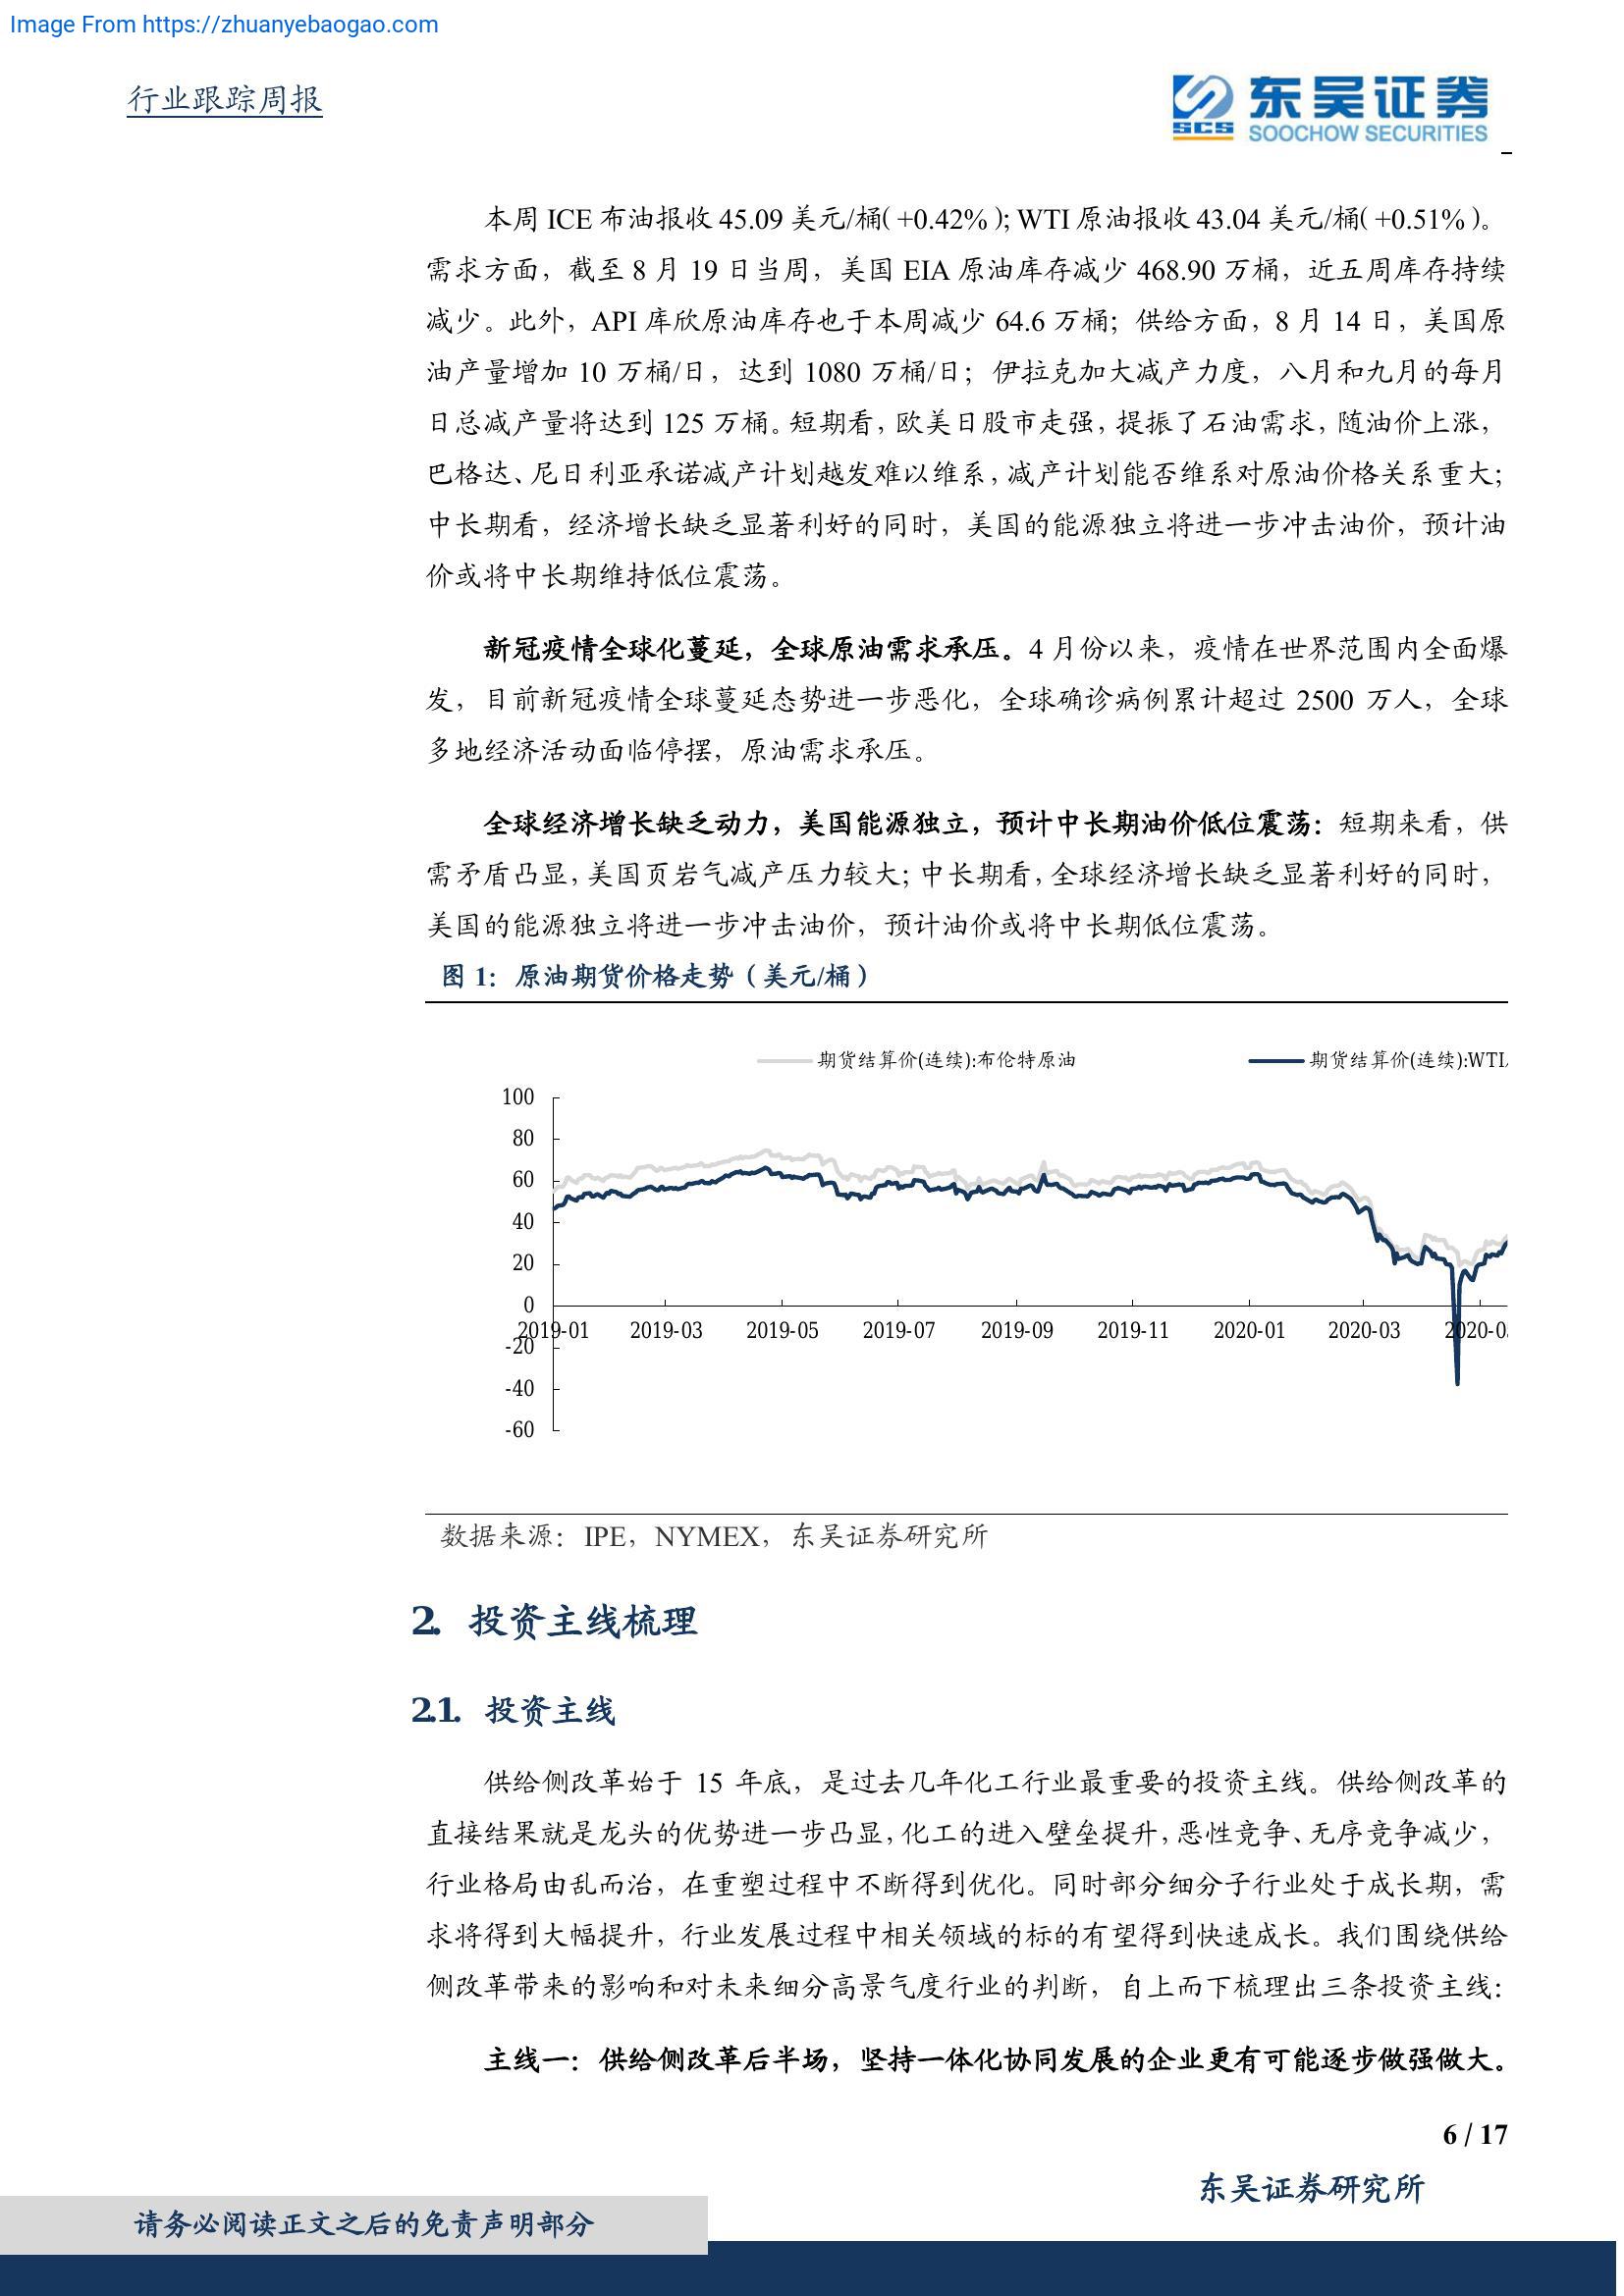 Image From https://zhuanyebaogao.com
行业跟踪周报
SCS 东吴证券
SOOCHOW SECURITIES
本周 ICE 布油报收 45.09 美元/桶( +0.42% ); WTI 原油报收 43.04 美元/桶( +0.51% )。
需求方面，截至 8 月 19 日当周，美国 EIA 原油库存减少 468.90 万桶，近五周库存持续
减少。此外，API 库欣原油库存也于本周减少 64.6 万桶；供给方面，8 月 14 日，美国原
油产量增加 10 万桶/日，达到 1080 万桶/日；伊拉克加大减产力度，八月和九月的每月
日总减产量将达到 125 万桶。短期看，欧美日股市走强，提振了石油需求，随油价上涨，
巴格达、尼日利亚承诺减产计划越发难以维系，减产计划能否维系对原油价格关系重大；
中长期看，经济增长缺乏显著利好的同时，美国的能源独立将进一步冲击油价，预计油
价或将中长期维持低位震荡。
新冠疫情全球化蔓延，全球原油需求承压。4 月份以来，疫情在世界范围内全面爆
发，目前新冠疫情全球蔓延态势进一步恶化，全球确诊病例累计超过 2500 万人，全球
多地经济活动面临停摆，原油需求承压。
全球经济增长缺乏动力，美国能源独立，预计中长期油价低位震荡：短期来看，供
需矛盾凸显，美国页岩气减产压力较大；中长期看，全球经济增长缺乏显著利好的同时，
美国的能源独立将进一步冲击油价，预计油价或将中长期低位震荡。
图 1：原油期货价格走势（美元/桶）
期货结算价(连续):布伦特原油 期货结算价(连续):WTI
100
80
60
40
20
0
-20
-40
-60
2019-01 2019-03 2019-05 2019-07 2019-09 2019-11 2020-01 2020-03 2020-0
数据来源：IPE，NYMEX，东吴证券研究所
2. 投资主线梳理
2.1. 投资主线
供给侧改革始于 15 年底，是过去几年化工行业最重要的投资主线。供给侧改革的
直接结果就是龙头的优势进一步凸显，化工的进入壁垒提升，恶性竞争、无序竞争减少，
行业格局由乱而治，在重塑过程中不断得到优化。同时部分细分子行业处于成长期，需
求将得到大幅提升，行业发展过程中相关领域的标的有望得到快速成长。我们围绕供给
侧改革带来的影响和对未来细分高景气度行业的判断，自上而下梳理出三条投资主线：
主线一：供给侧改革后半场，坚持一体化协同发展的企业更有可能逐步做强做大。
6 / 17
东吴证券研究所
请务必阅读正文之后的免责声明部分